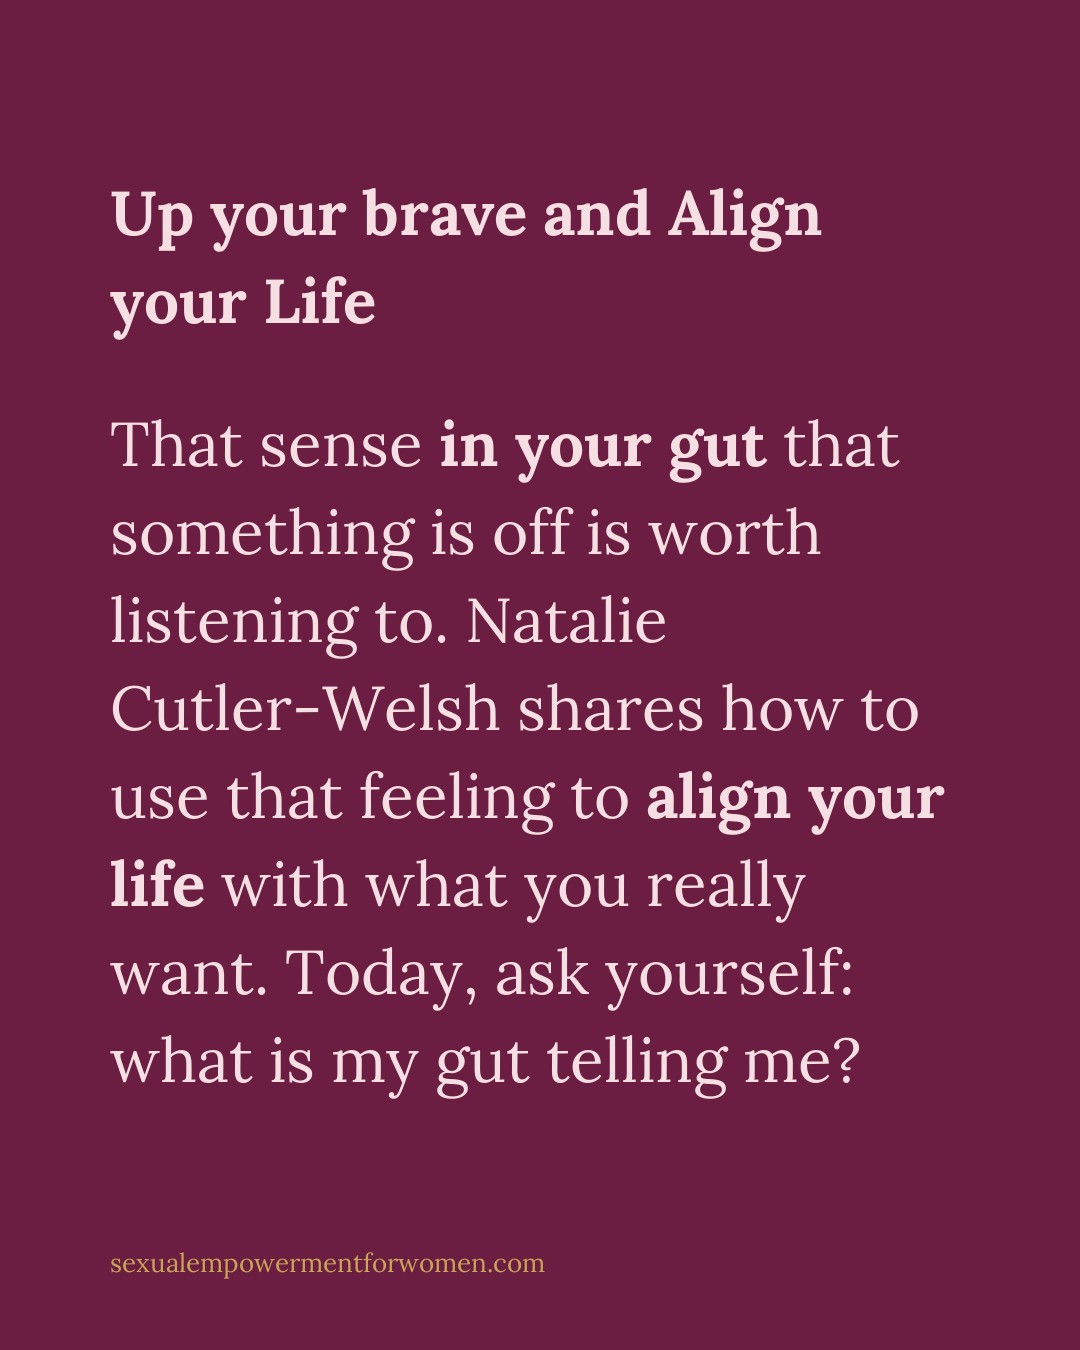 Up your brave and Align
your Life
That sense in your gut that
something is off is worth
listening to. Natalie
Cutler-Welsh shares how to
use that feeling to align your
life with what you really
want. Today, ask yourself:
what is my gut telling me?
sexualempowermentforwomen.com